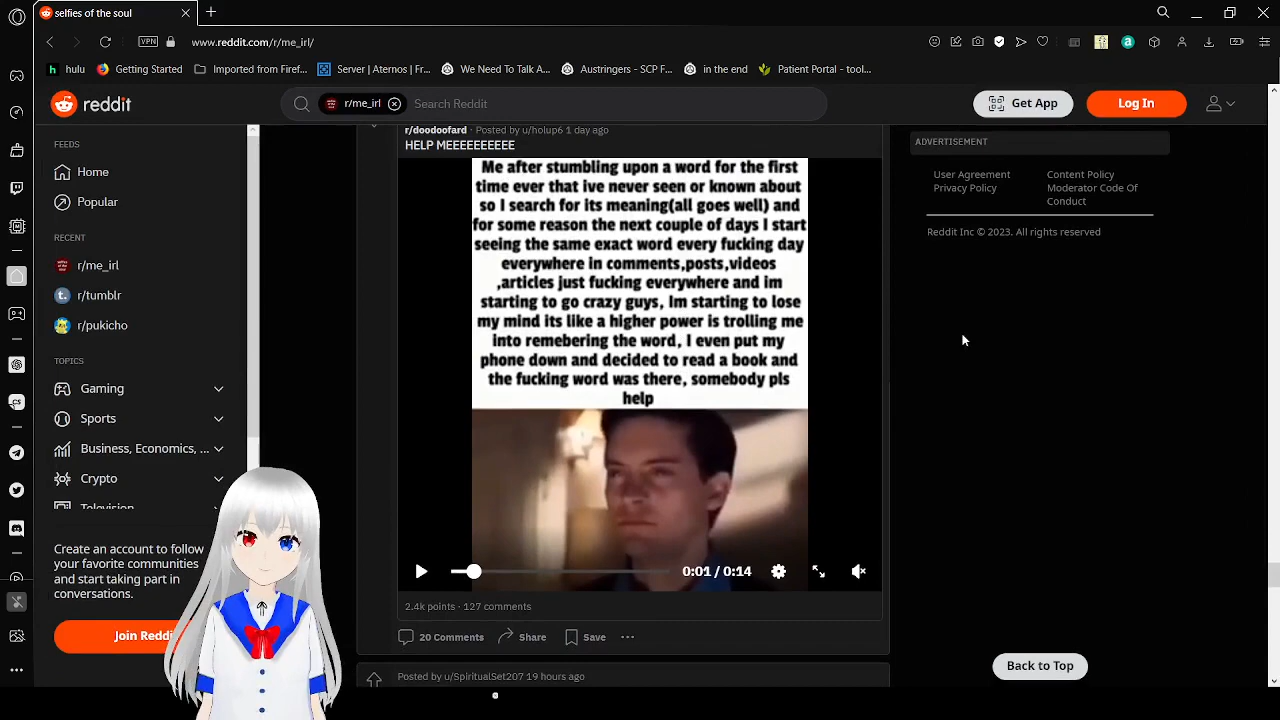 selfies of the soul
VPN
www.reddit.com/r/me_irl/
hulu
Getting Started
Imported from Firef...
Server | Aternos | Fr...
We Need To Talk A...
Austringers - SCP F...
in the end
Patient Portal - tool...
reddit
r/me_irl
Search Reddit
Get App
Log In
FEEDS
Home
Popular
RECENT
r/me_irl
r/tumblr
r/pukicho
TOPICS
Gaming
Sports
Business, Economics, ...
Crypto
Television
Create an account to follow
your favorite communities
and start taking part in
conversations.
Join Reddi
r/doodoofard · Posted by u/holup6 1 day ago
HELP MEEEEEEEEEE
Me after stumbling upon a word for the first
time ever that ive never seen or known about
so I search for its meaning(all goes well) and
for some reason the next couple of days I start
seeing the same exact word every fucking day
everywhere in comments,posts,videos
,articles just fucking everywhere and im
starting to go crazy guys, Im starting to lose
my mind its like a higher power is trolling me
into remebering the word, I even put my
phone down and decided to read a book and
the fucking word was there, somebody pls
help
0:01 / 0:14
2.4k points · 127 comments
20 Comments
Share
Save
Posted by u/SpiritualSet207 19 hours ago
ADVERTISEMENT
User Agreement
Privacy Policy
Content Policy
Moderator Code Of
Conduct
Reddit Inc © 2023. All rights reserved
Back to Top